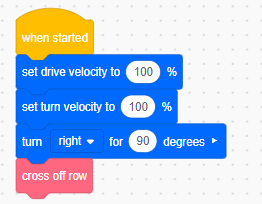 when started
set drive velocity to 100 %
set turn velocity to 100 %
turn right for 90 degrees
cross off row